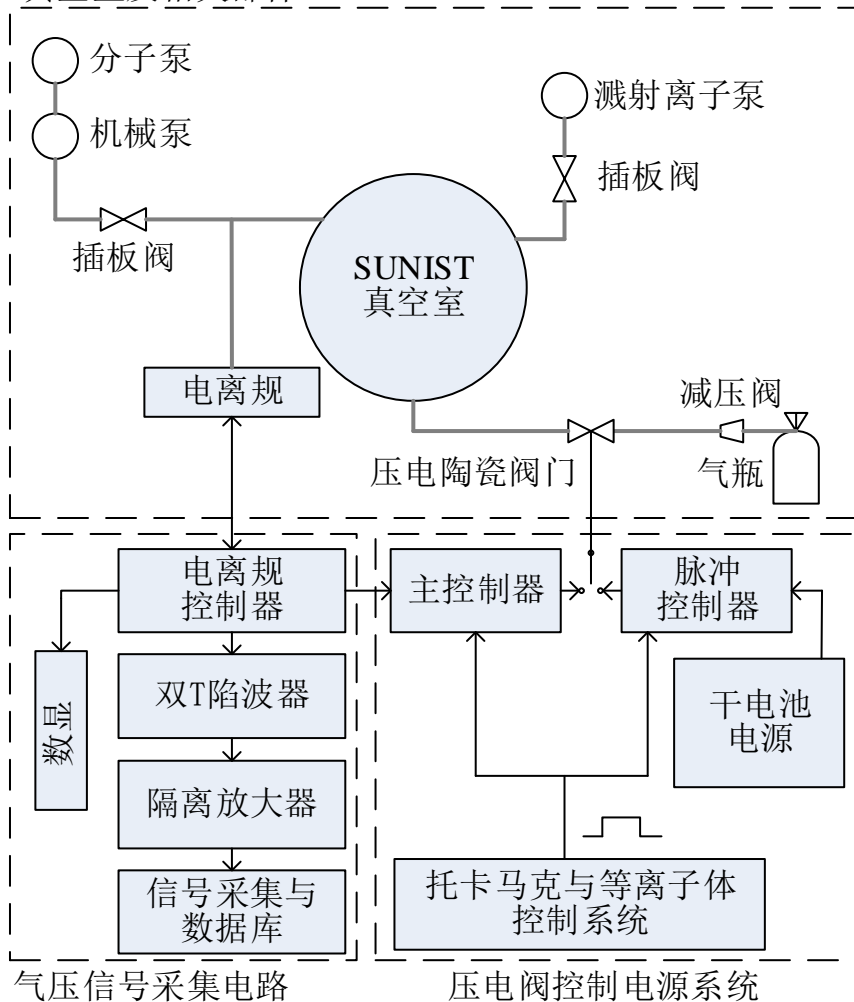 分子泵
机械泵
溅射离子泵
插板阀
插板阀
SUNIST
真空室
电离规
减压阀
压电陶瓷阀门
气瓶
电离规
控制器
主控制器
脉冲
控制器
双T陷波器
数显
干电池
电源
隔离放大器
信号采集与
数据库
托卡马克与等离子体
控制系统
气压信号采集电路
压电阀控制电源系统